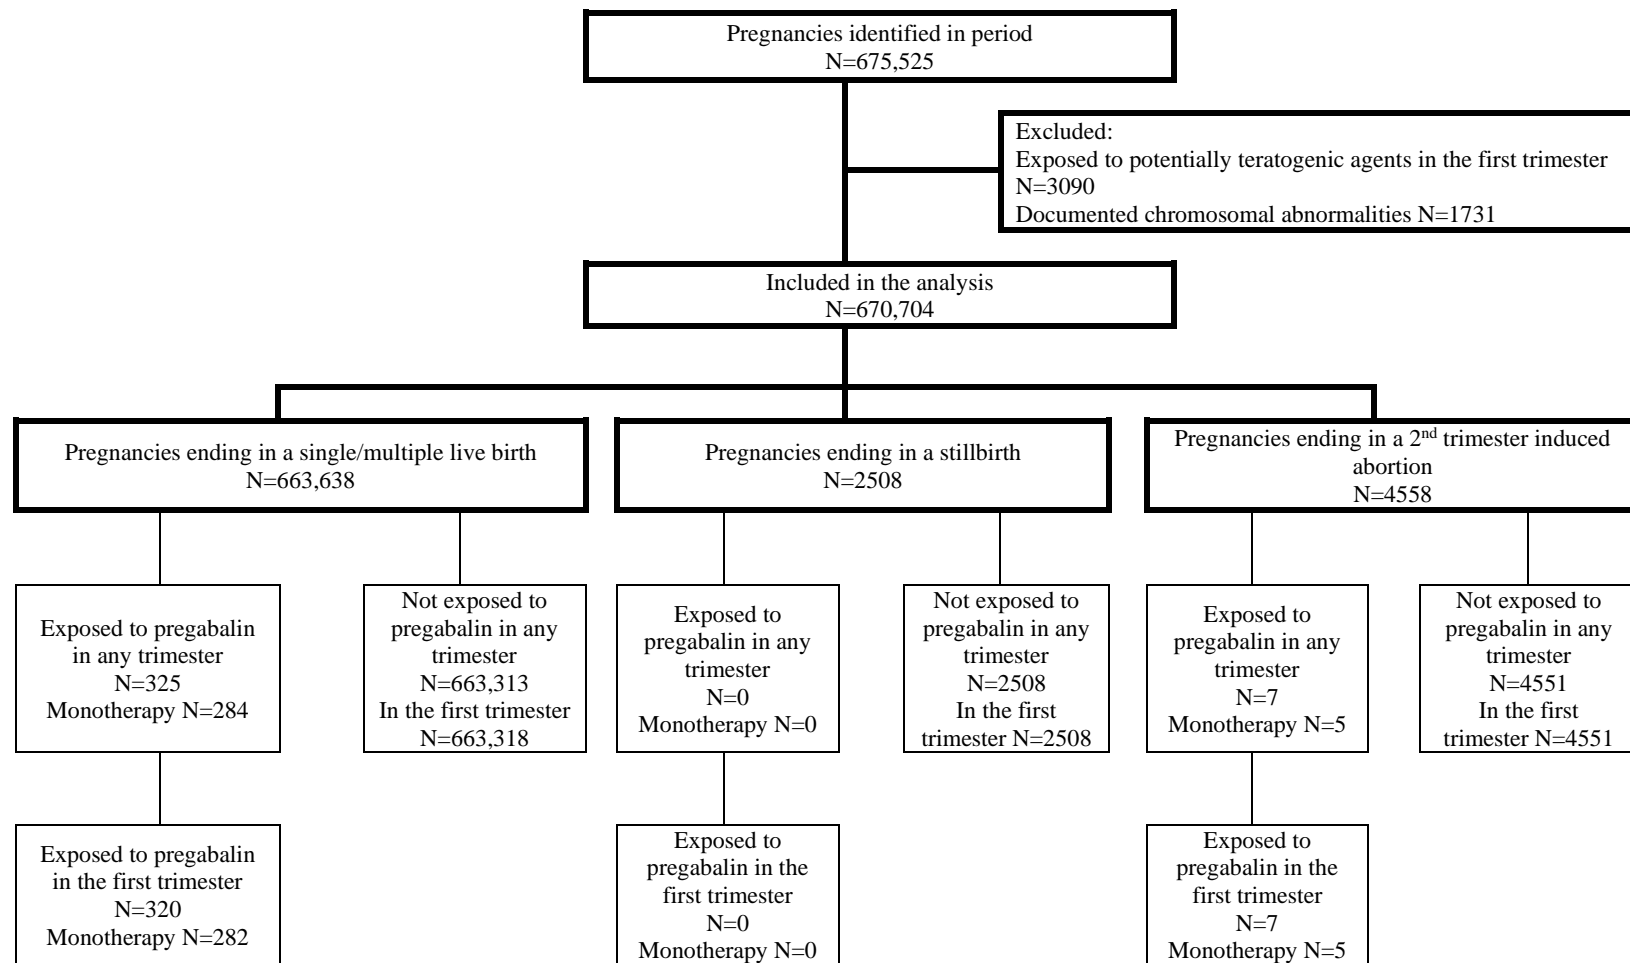 Pregnancies identified in period
N=675,525
Excluded:
Exposed to potentially teratogenic agents in the first trimester
N=3090
Documented chromosomal abnormalities N=1731
Included in the analysis
N=670,704
Pregnancies ending in a single/multiple live birth
N=663,638
Pregnancies ending in a stillbirth
N=2508
Pregnancies ending in a 2nd trimester induced
abortion
N=4558
Exposed to pregabalin
in any trimester
N=325
Monotherapy N=284
Not exposed to
pregabalin in any
trimester
N=663,313
In the first trimester
N=663,318
Exposed to
pregabalin in any
trimester
N=0
Monotherapy N=0
Not exposed to
pregabalin in any
trimester
N=2508
In the first
trimester N=2508
Exposed to
pregabalin in any
trimester
N=7
Monotherapy N=5
Not exposed to
pregabalin in any
trimester
N=4551
In the first
trimester N=4551
Exposed to pregabalin
in the first trimester
N=320
Monotherapy N=282
Exposed to
pregabalin in the
first trimester
N=0
Monotherapy N=0
Exposed to
pregabalin in the
first trimester
N=7
Monotherapy N=5